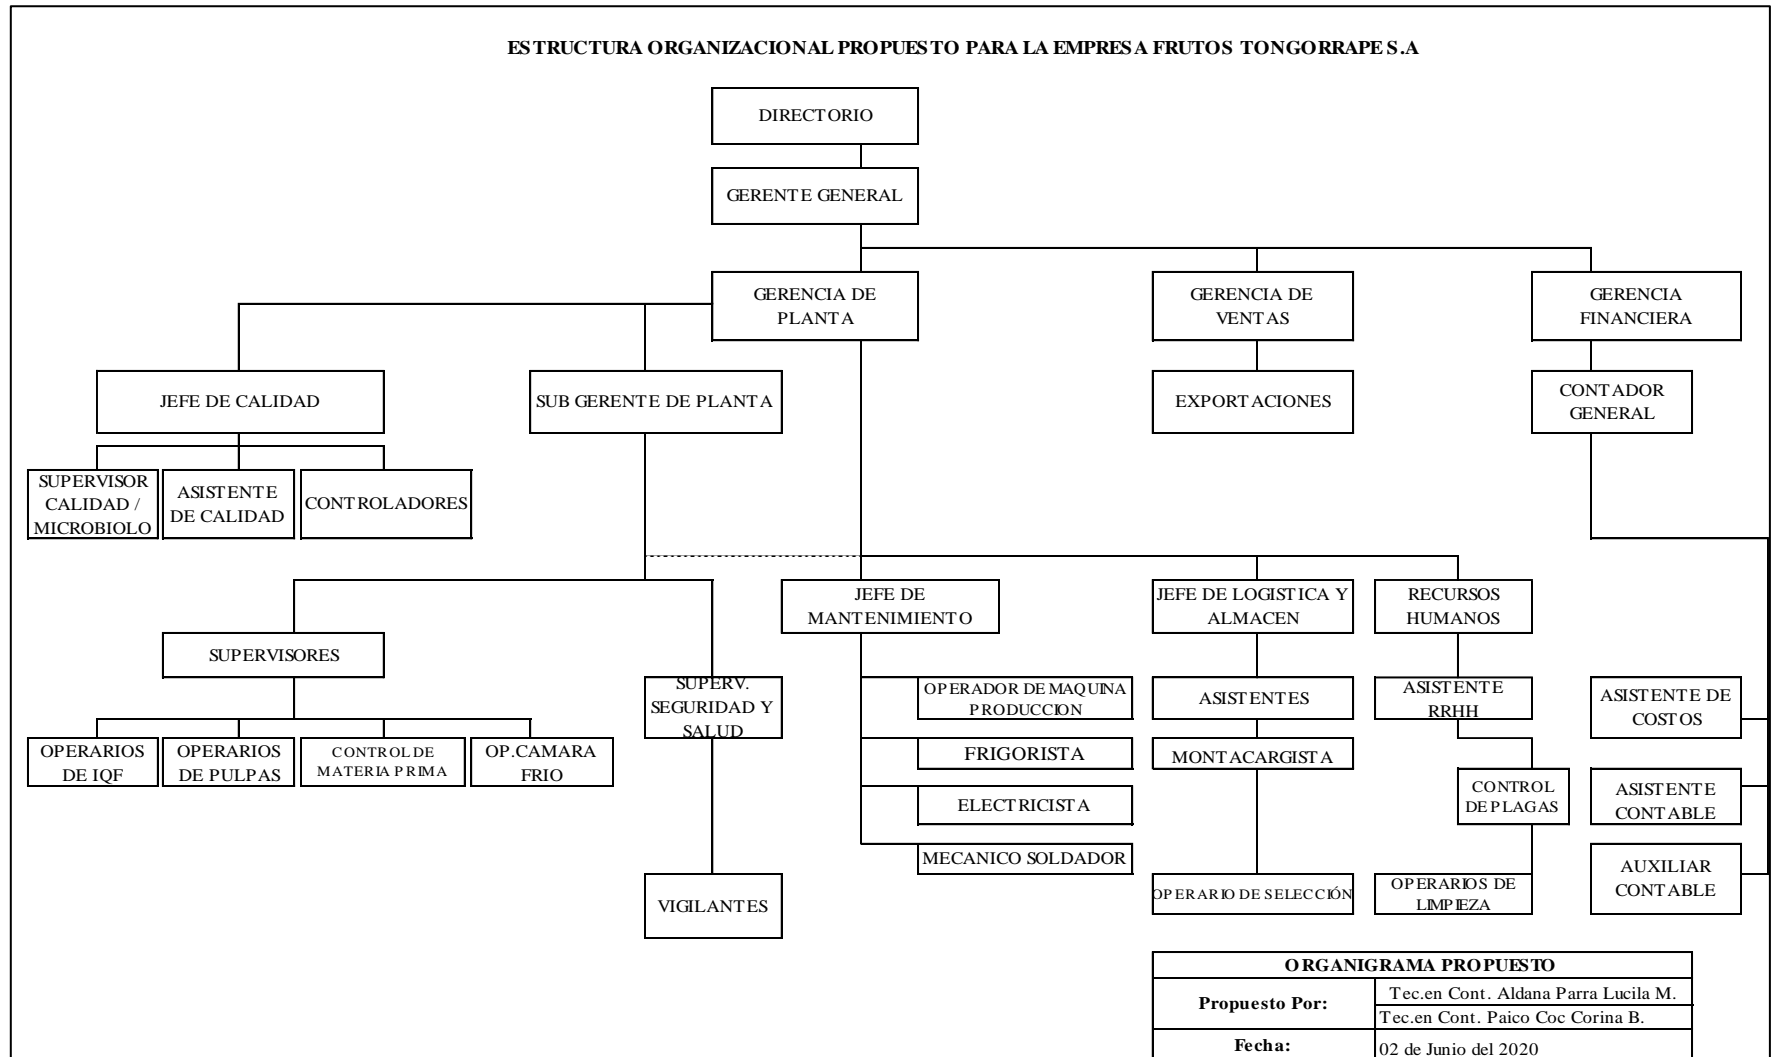 ESTRUCTURA ORGANIZACIONAL PROPUESTO PARA LA EMPRESA FRUTOS TONGORRAPE S.A
DIRECTORIO
GERENTE GENERAL
GERENCIA DE
PLANTA
GERENCIA DE
VENTAS
GERENCIA
FINANCIERA
JEFE DE CALIDAD
SUB GERENTE DE PLANTA
EXPORTACIONES
CONTADOR
GENERAL
SUPERVISOR
CALIDAD /
MICROBIOLO
ASISTENTE
DE CALIDAD
CONTROLADORES
JEFE DE
MANTENIMIENTO
JEFE DE LOGISTICA Y
ALMACEN
RECURSOS
HUMANOS
SUPERVISORES
SUPERV.
SEGURIDAD Y
SALUD
OPERADOR DE MAQUINA
PRODUCCION
ASISTENTES
ASISTENTE
RRHH
ASISTENTE DE
COSTOS
OPERARIOS
DE IQF
OPERARIOS
DE PULPAS
CONTROL DE
MATERIA PRIMA
OP.CAMARA
FRIO
FRIGORISTA
MONTACARGISTA
CONTROL
DE PLAGAS
ASISTENTE
CONTABLE
ELECTRICISTA
MECANICO SOLDADOR
AUXILIAR
CONTABLE
VIGILANTES
OPERARIO DE SELECCIÓN
OPERARIOS DE
LIMPIEZA
ORGANIGRAMA PROPUESTO
Propuesto Por:
Tec.en Cont. Aldana Parra Lucila M.
Tec.en Cont. Paico Coc Corina B.
Fecha:
02 de Junio del 2020